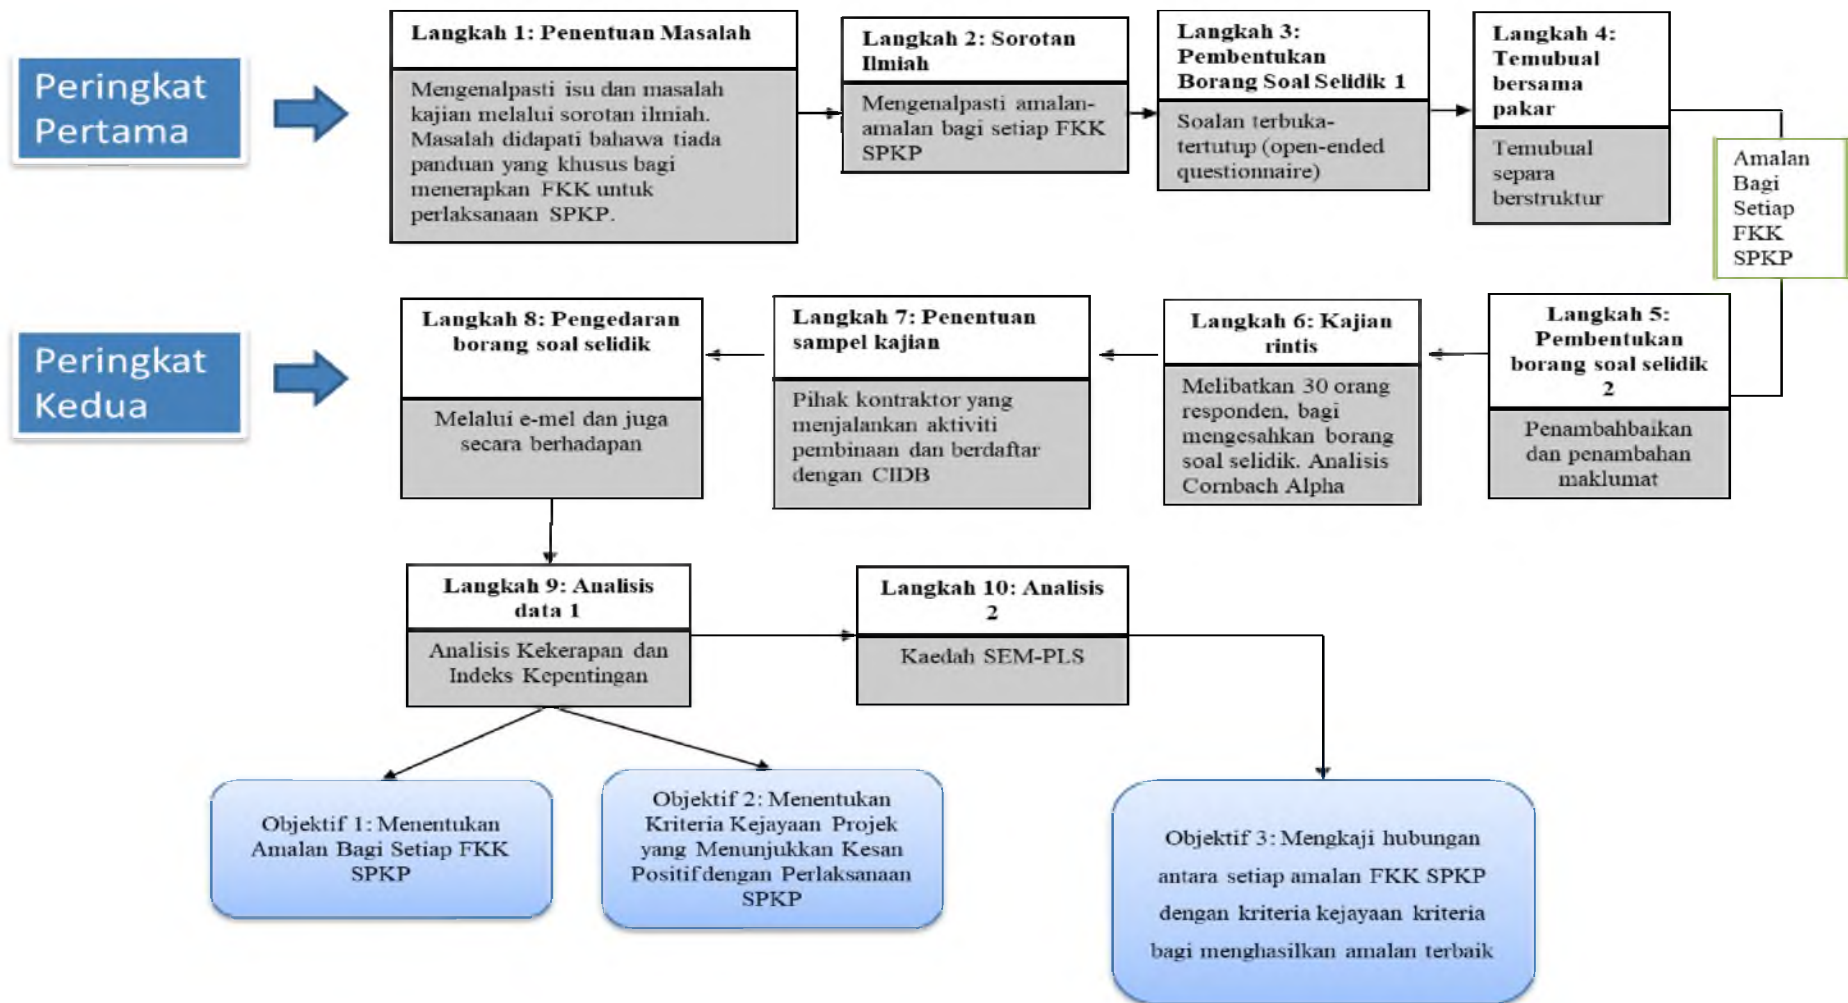 Peringkat
Pertama
Langkah 1: Penentuan Masalah
Mengenalpasti isu dan masalah
kajian melalui sorotan ilmiah.
Masalah didapati bahawa tiada
panduan yang khusus bagi
menerapkan FKK untuk
perlaksanaan SPKP.
Langkah 2: Sorotan
Ilmiah
Mengenalpasti amalan-
amalan bagi setiap FKK
SPKP
Langkah 3:
Pembentukan
Borang Soal Selidik 1
Soalan terbuka-
tertutup (open-ended
questionnaire)
Langkah 4:
Temubual
bersama
pakar
Temubual
separa
berstruktur
Amalan
Bagi
Setiap
FKK
SPKP
Peringkat
Kedua
Langkah 5:
Pembentukan
borang soal selidik
2
Penambahbaikan
dan penambahan
maklumat
Langkah 6: Kajian
rintis
Melibatkan 30 orang
responden, bagi
mengesahkan borang
soal selidik. Analisis
Cornbach Alpha
Langkah 7: Penentuan
sampel kajian
Pihak kontraktor yang
menjalankan aktiviti
pembinaan dan berdaftar
dengan CIDB
Langkah 8: Pengedaran
borang soal selidik
Melalui e-mel dan juga
secara berhadapan
Langkah 9: Analisis
data 1
Analisis Kekerapan dan
Indeks Kepentingan
Langkah 10: Analisis
2
Kaedah SEM-PLS
Objektif 1: Menentukan
Amalan Bagi Setiap FKK
SPKP
Objektif 2: Menentukan
Kriteria Kejayaan Projek
yang Menunjukkan Kesan
Positif dengan Perlaksanaan
SPKP
Objektif 3: Mengkaji hubungan
antara setiap amalan FKK SPKP
dengan kriteria kejayaan kriteria
bagi menghasilkan amalan terbaik